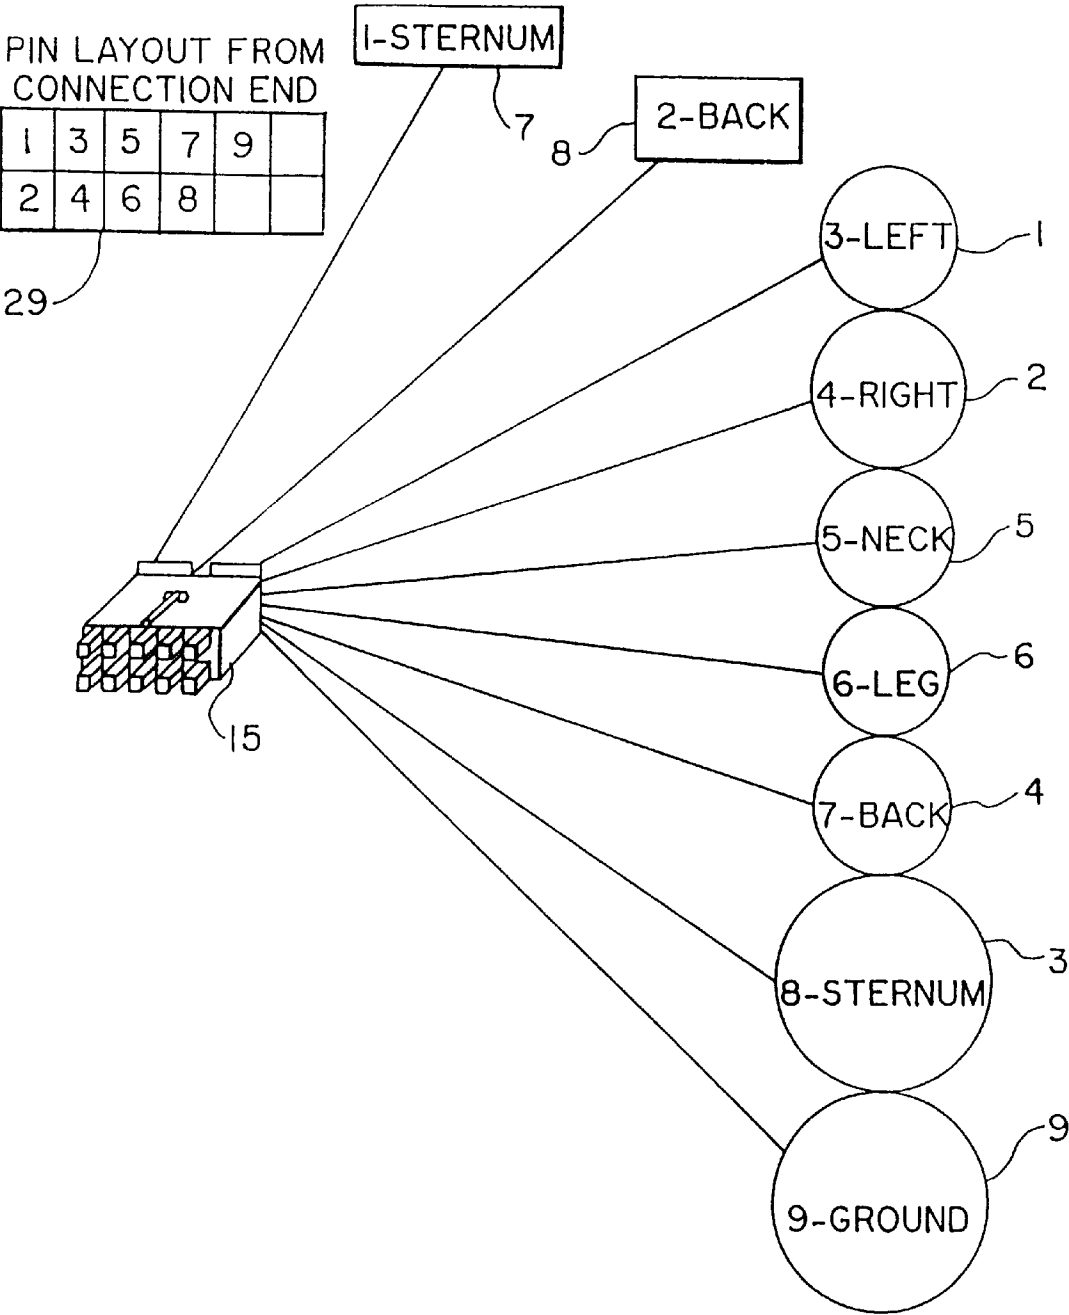 1-STERNUM
PIN LAYOUT FROM
CONNECTION END
7
2-BACK
8
1 3 5 7 9
2 4 6 8
29
3-LEFT
1
4-RIGHT
2
5-NECK
5
6-LEG
6
15
7-BACK
4
8-STERNUM
3
9-GROUND
9